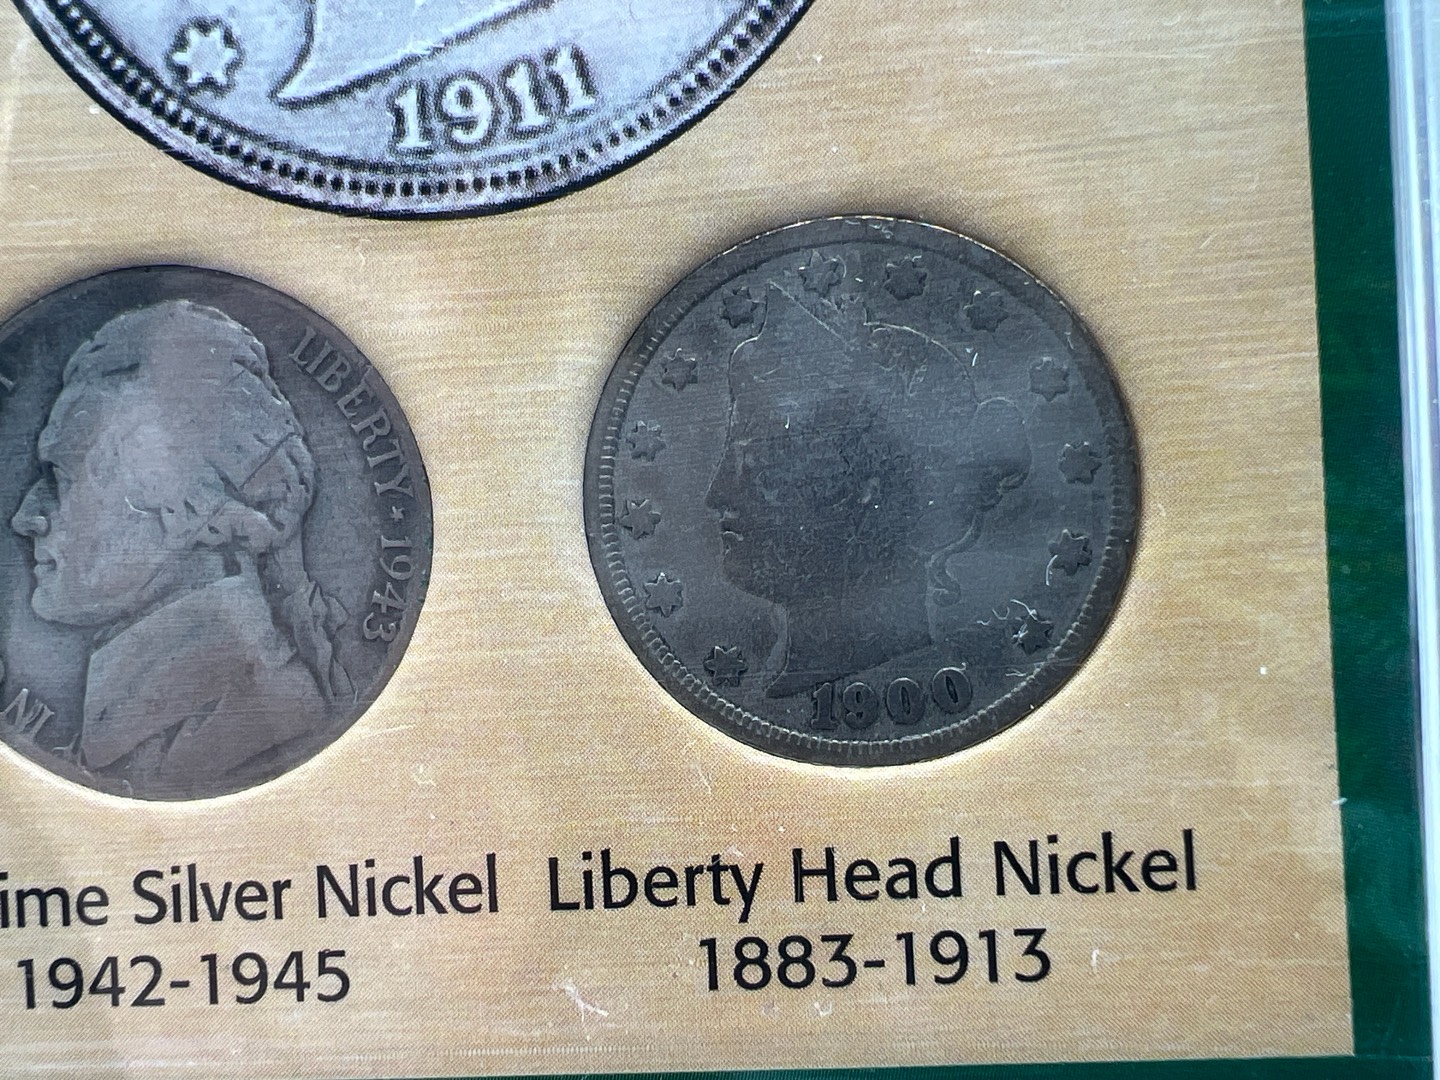 1911
LIBERTY ★ 1943
1900
ime Silver Nickel
1942-1945
Liberty Head Nickel
1883-1913